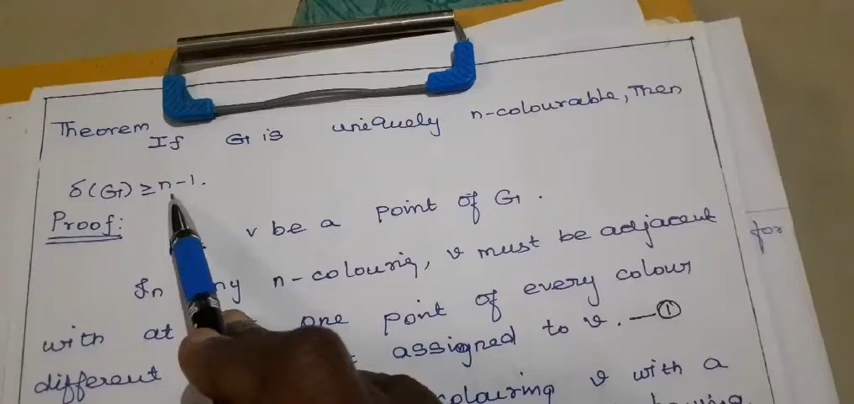 Theorem If G is uniquely n-colourable, Then
δ(G) ≥ n-1.
Proof: v be a point of G.
In ny n-colourig, v must be adjacent
with at one point of every colour
different assigned to v. —①
colouring v with a
for